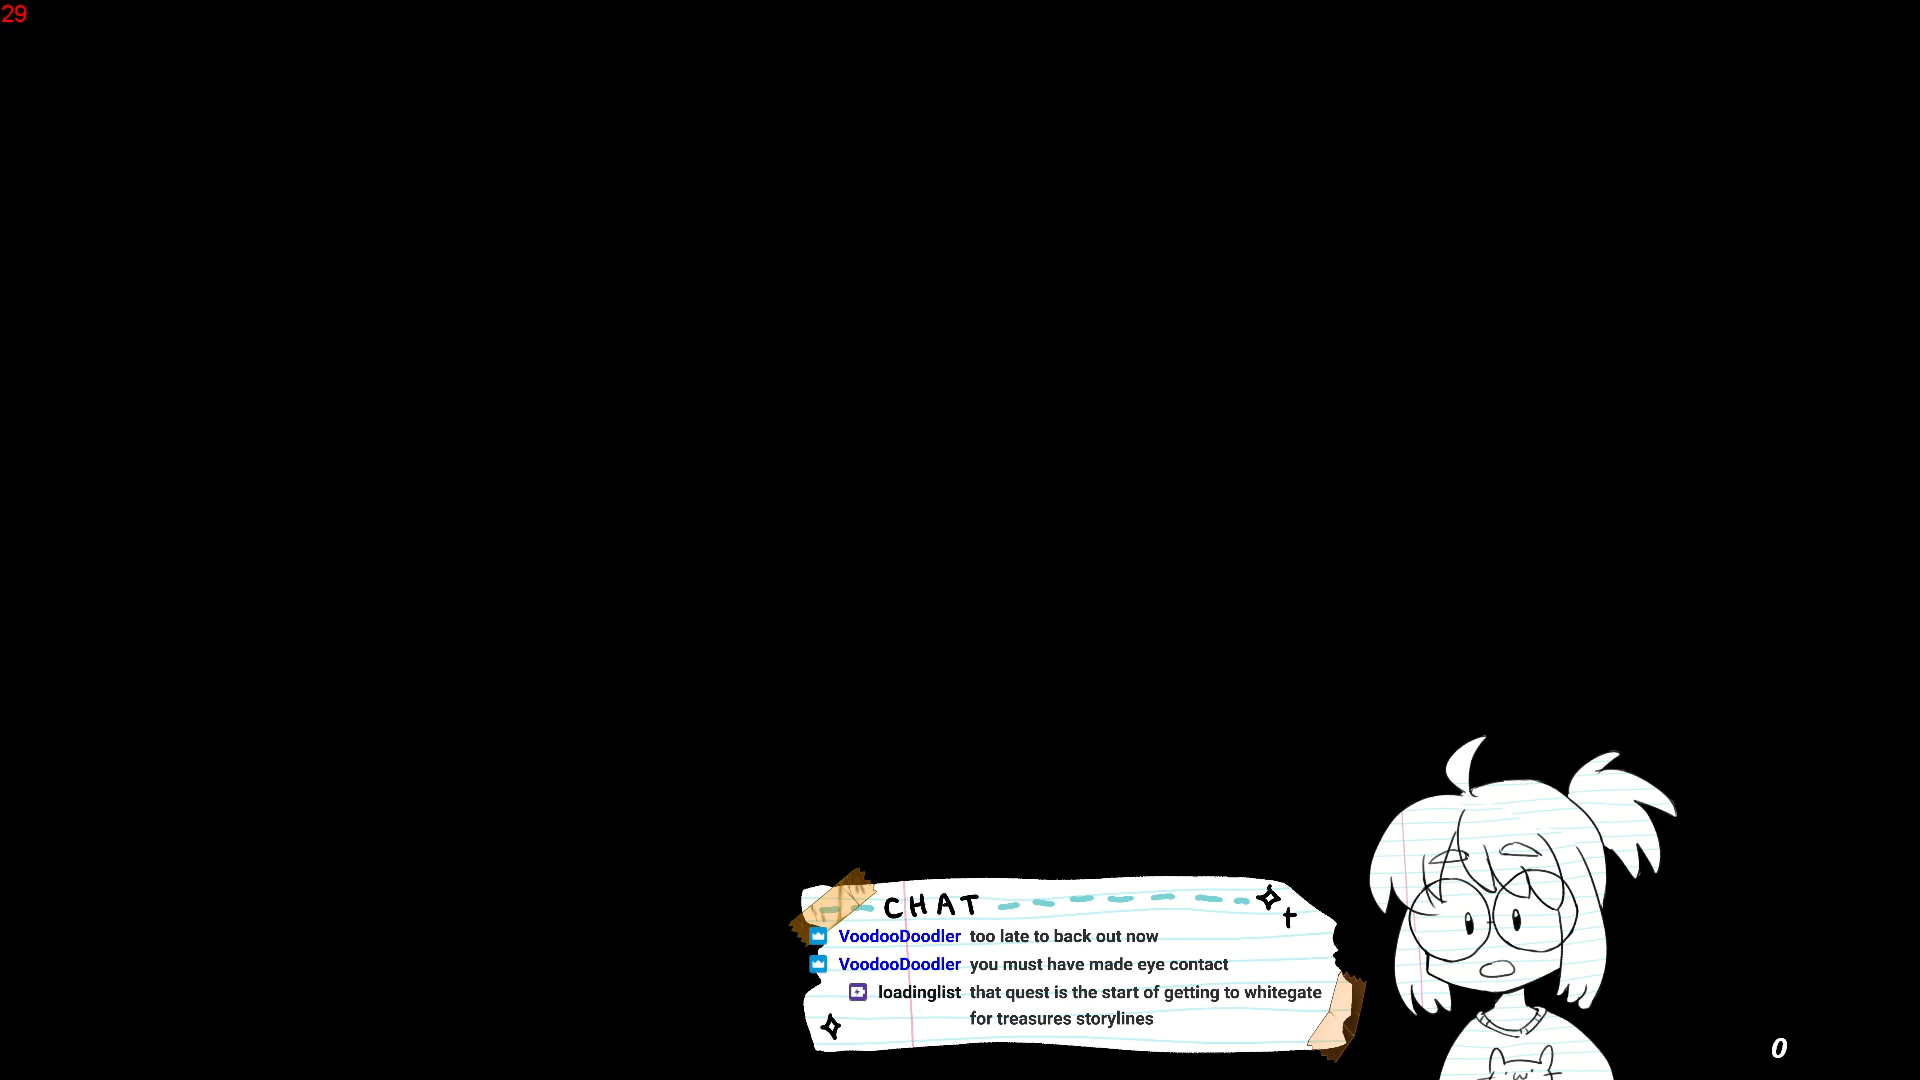 29
CHAT
VoodooDoodler too late to back out now
VoodooDoodler you must have made eye contact
loadinglist that quest is the start of getting to whitegate
for treasures storylines
0